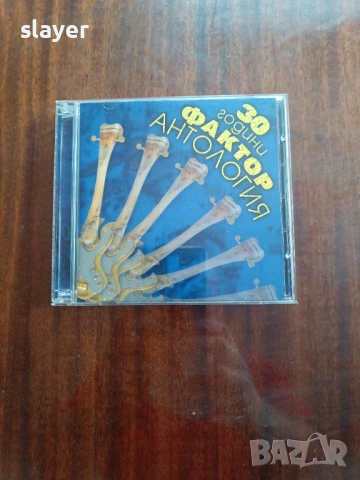 slayer
30
години
ФАКТОР
АНТОЛОГИЯ
BAZAR